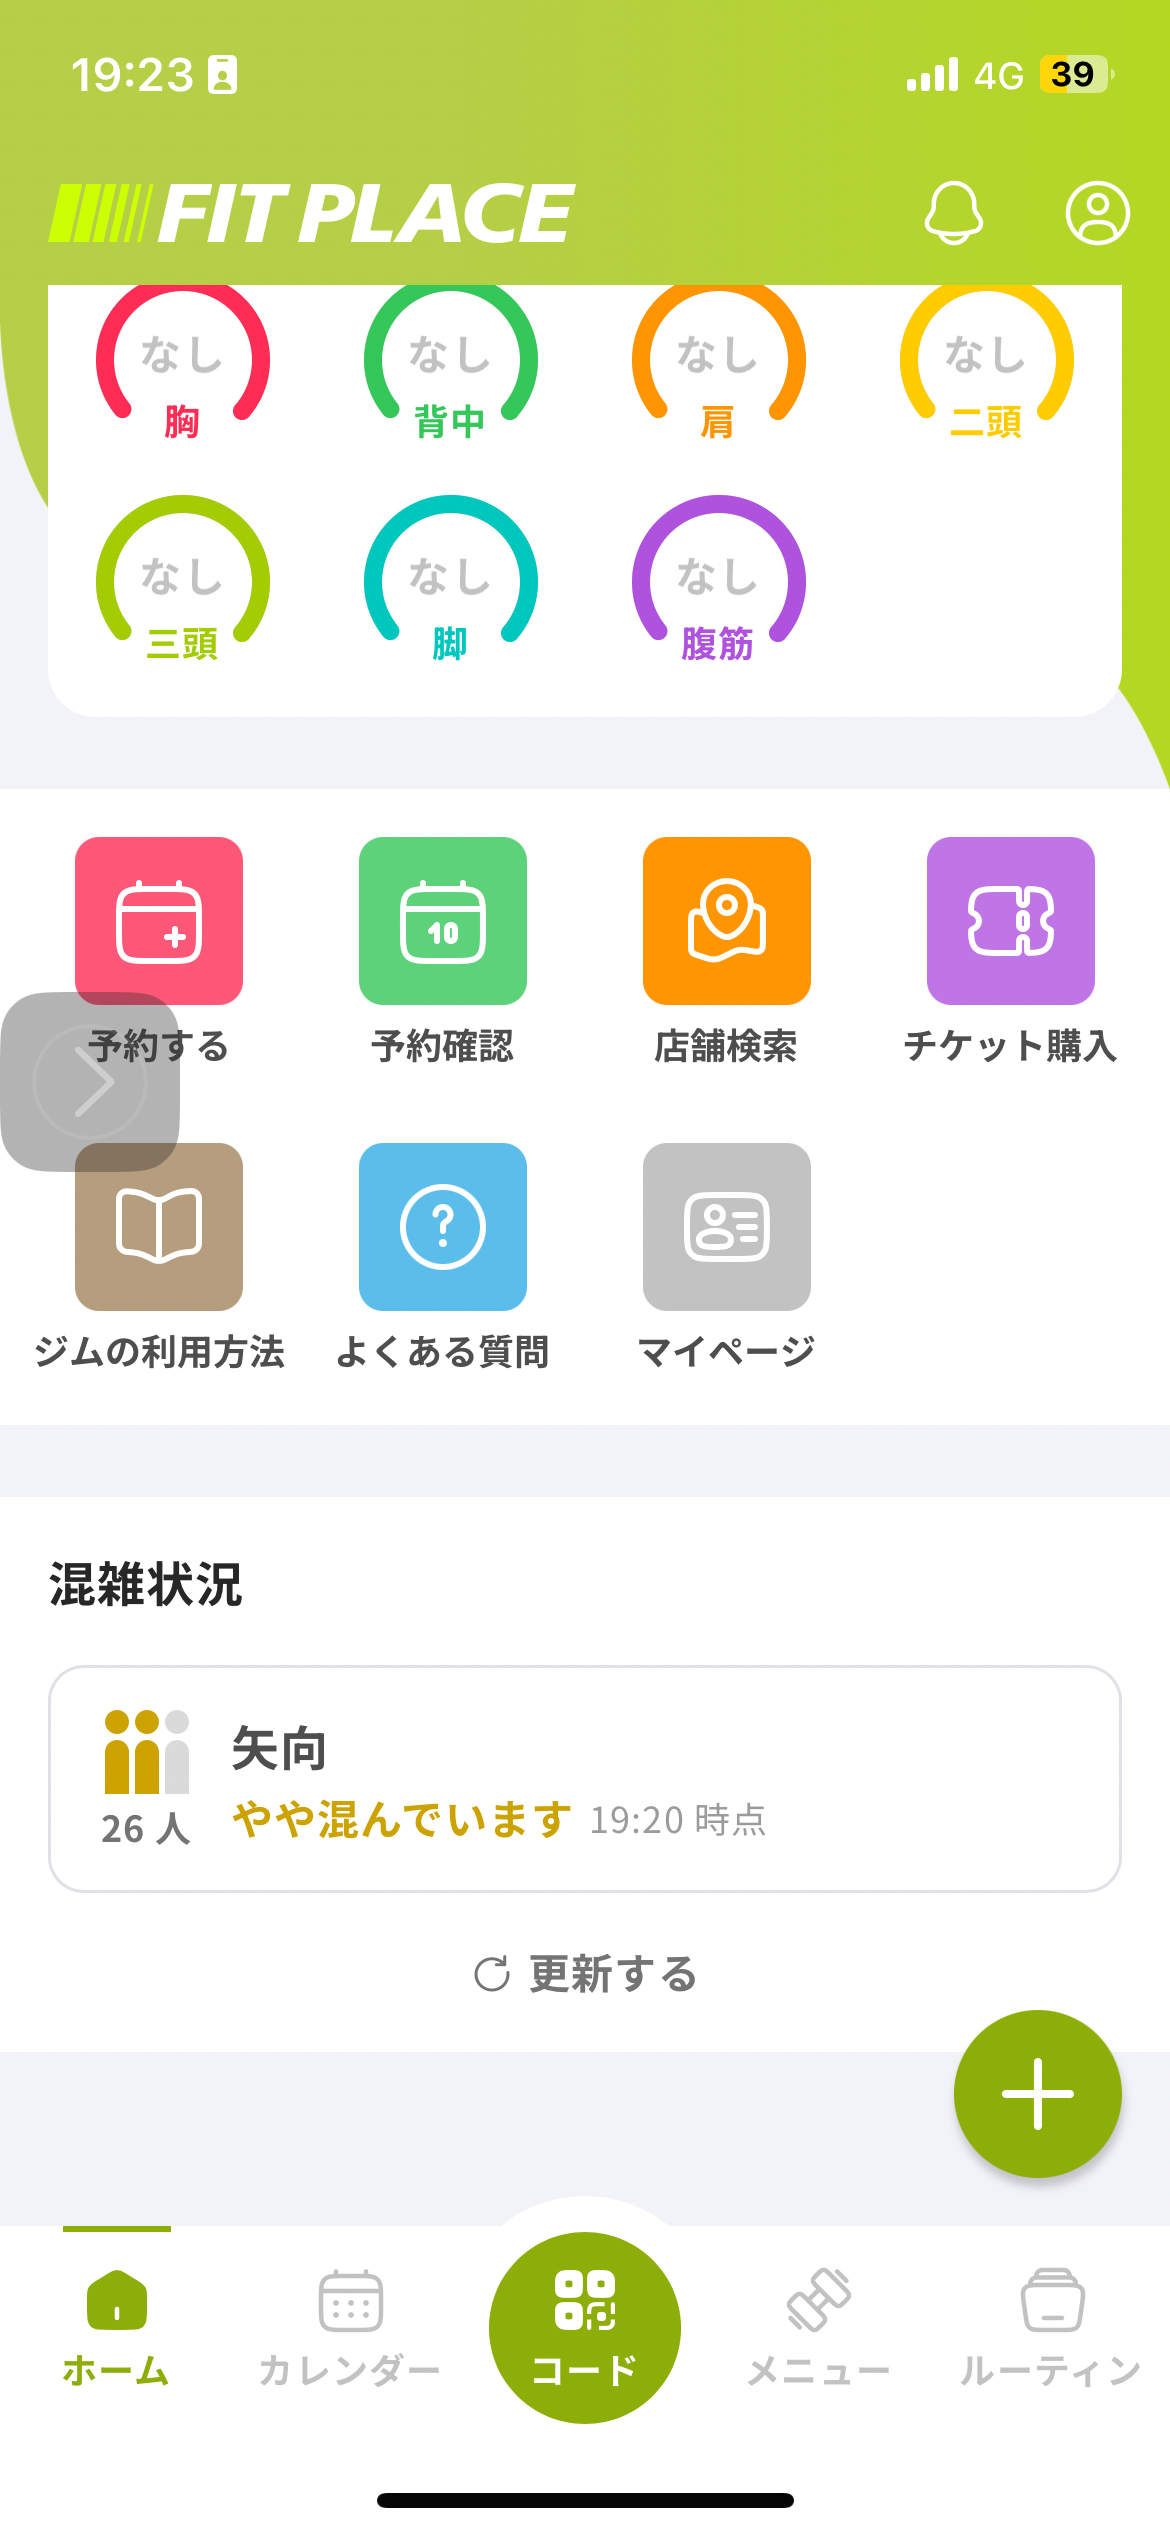 19:23 4G 39
FIT PLACE
なし なし なし なし
胸 背中 肩 二頭
なし なし なし
三頭 脚 腹筋
10
予約する 予約確認 店舗検索 チケット購入
?
ジムの利用方法 よくある質問 マイページ
混雑状況
矢向
26 人 やや混んでいます 19:20 時点
更新する
ホーム カレンダー コード メニュー ルーティン